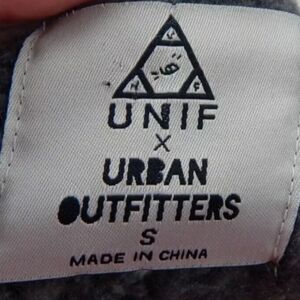 UNIF
X
URBAN
OUTFITTERS
S
MADE IN CHINA